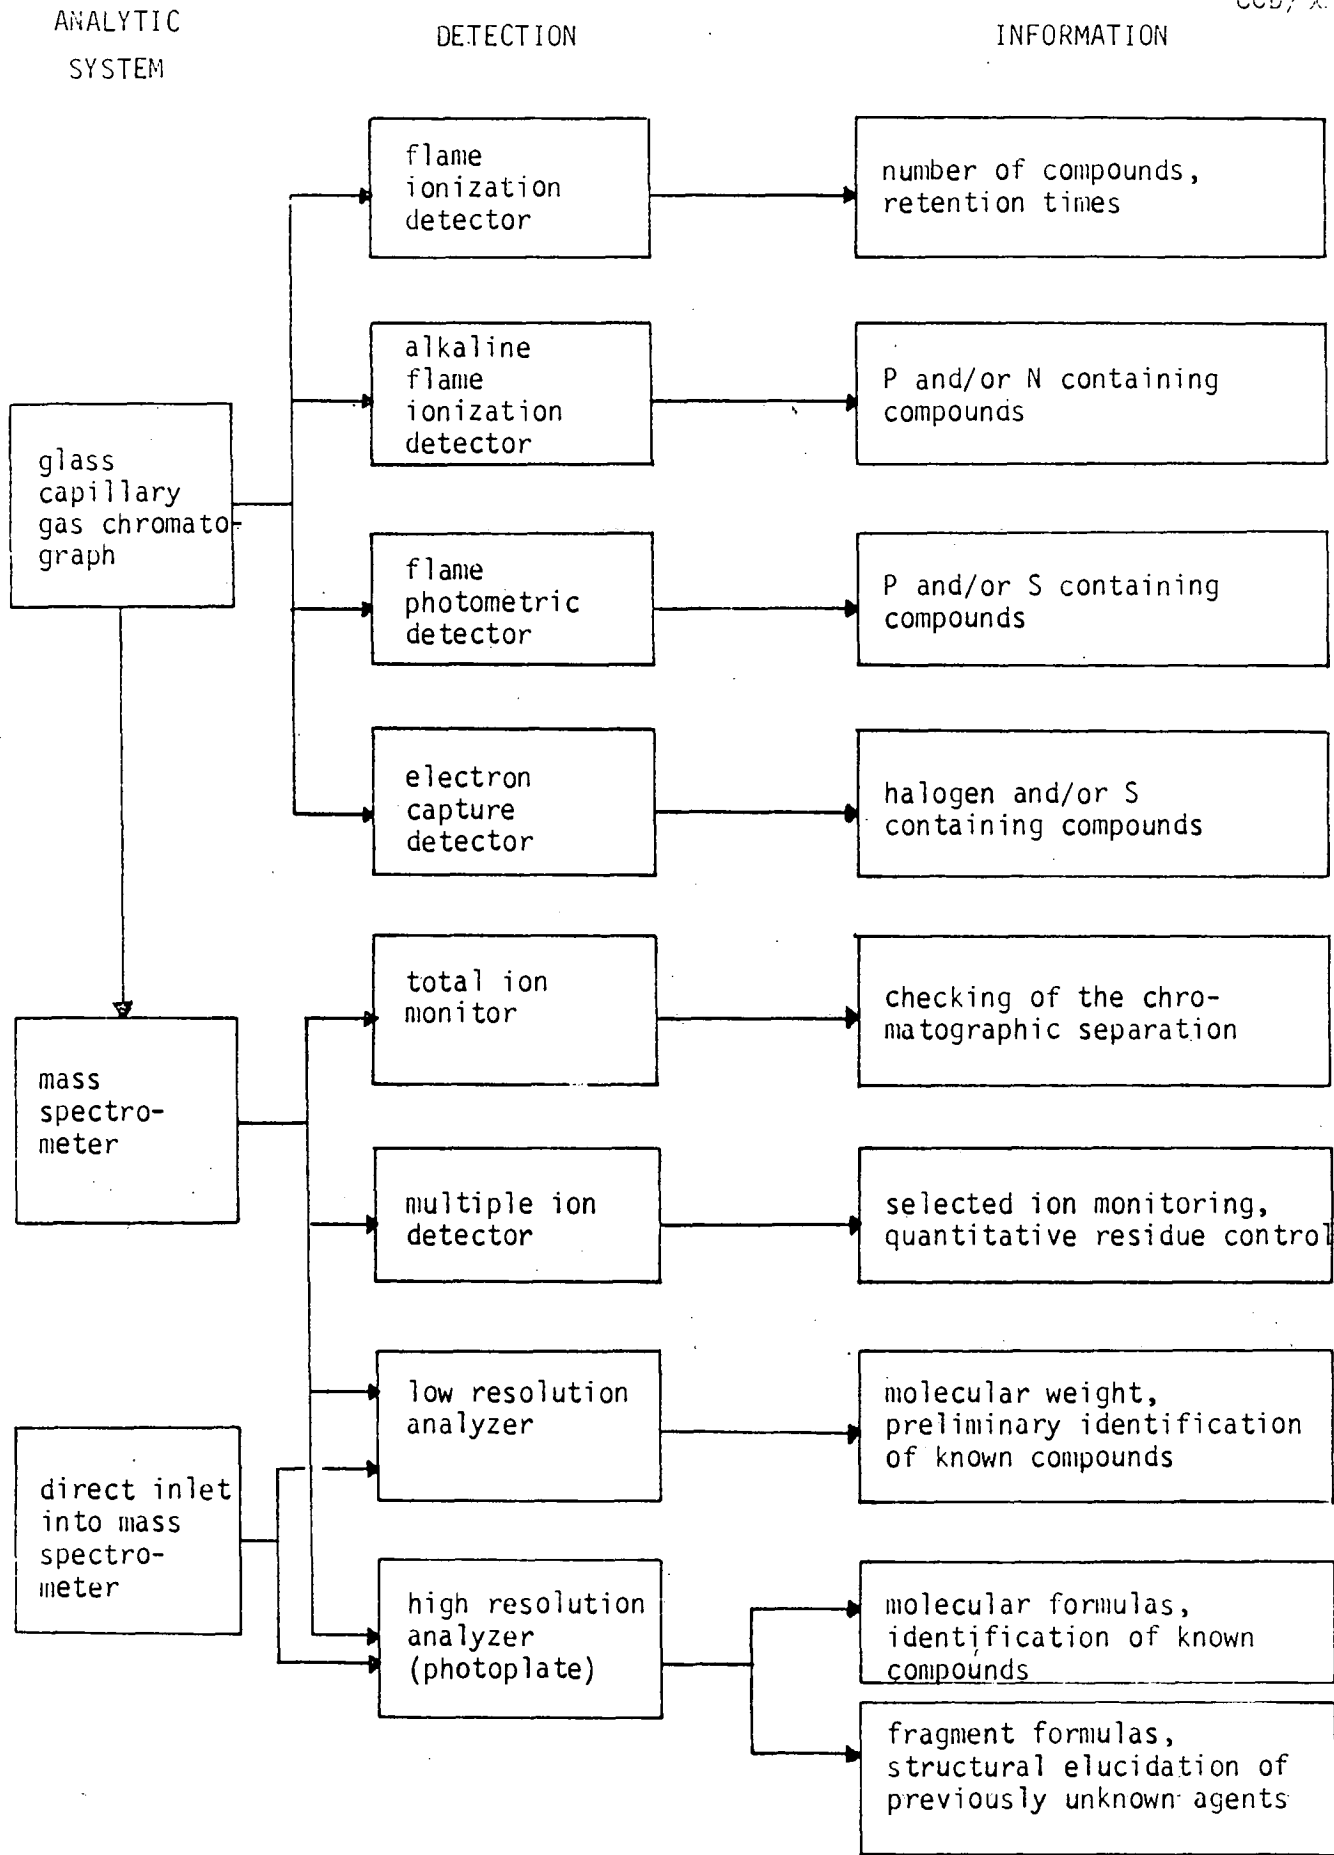 ANALYTIC
SYSTEM
DETECTION
INFORMATION
flame
ionization
detector
number of compounds,
retention times
alkaline
flame
ionization
detector
P and/or N containing
compounds
glass
capillary
gas chromato-
graph
flame
photometric
detector
P and/or S containing
compounds
electron
capture
detector
halogen and/or S
containing compounds
total ion
monitor
checking of the chro-
matographic separation
mass
spectro-
meter
multiple ion
detector
selected ion monitoring,
quantitative residue control
low resolution
analyzer
molecular weight,
preliminary identification
of known compounds
direct inlet
into mass
spectro-
meter
high resolution
analyzer
(photoplate)
molecular formulas,
identification of known
compounds
fragment formulas,
structural elucidation of
previously unknown agents